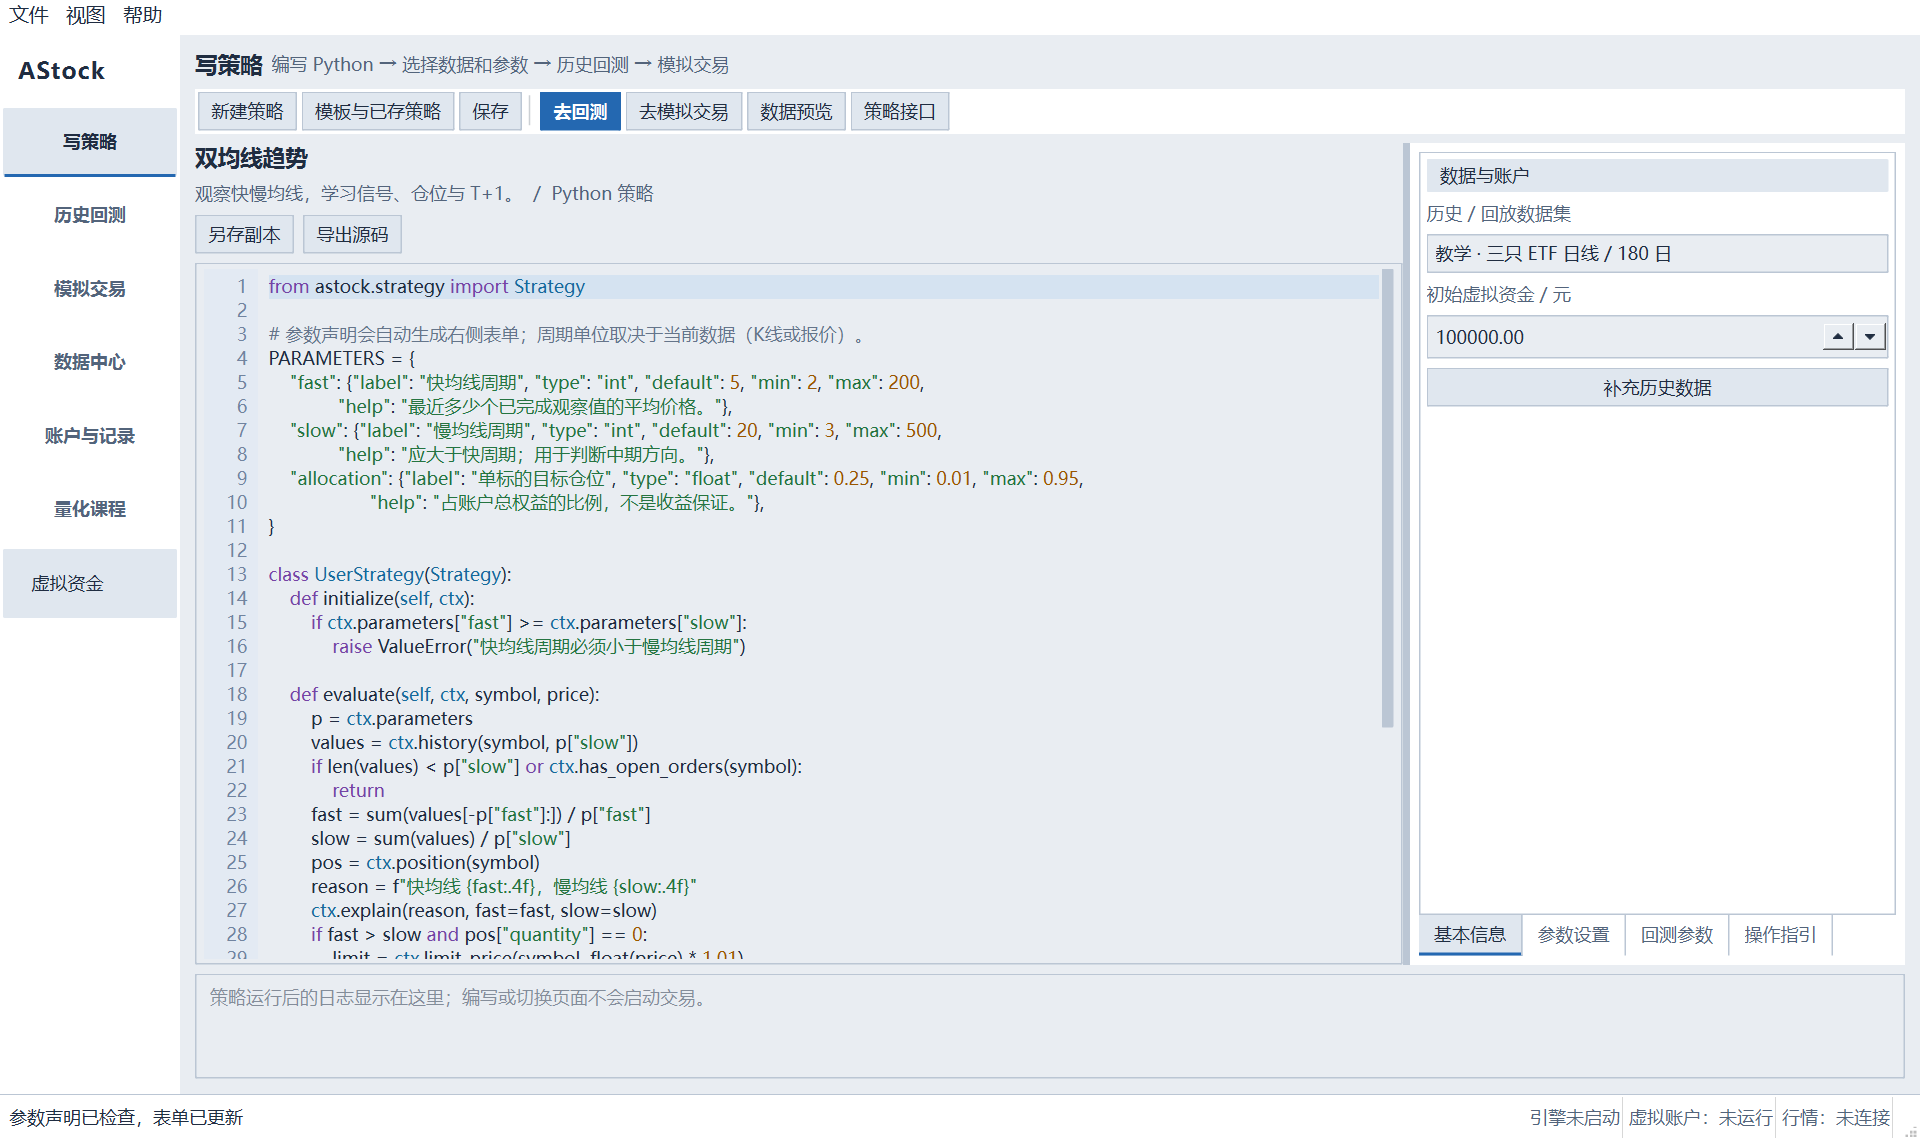 文件 视图 帮助
AStock
写策略
历史回测
模拟交易
数据中心
账户与记录
量化课程
虚拟资金
写策略 编写 Python → 选择数据和参数 → 历史回测 → 模拟交易
新建策略 模板与已存策略 保存 去回测 去模拟交易 数据预览 策略接口
双均线趋势
观察快慢均线，学习信号、仓位与 T+1。 / Python 策略
另存副本 导出源码
1 from astock.strategy import Strategy
2
3 # 参数声明会自动生成右侧表单；周期单位取决于当前数据（K线或报价）。
4 PARAMETERS = {
5 "fast": {"label": "快均线周期", "type": "int", "default": 5, "min": 2, "max": 200,
6 "help": "最近多少个已完成观察值的平均价格。"},
7 "slow": {"label": "慢均线周期", "type": "int", "default": 20, "min": 3, "max": 500,
8 "help": "应大于快周期；用于判断中期方向。"},
9 "allocation": {"label": "单标的目标仓位", "type": "float", "default": 0.25, "min": 0.01, "max": 0.95,
10 "help": "占账户总权益的比例，不是收益保证。"},
11 }
12
13 class UserStrategy(Strategy):
14 def initialize(self, ctx):
15 if ctx.parameters["fast"] >= ctx.parameters["slow"]:
16 raise ValueError("快均线周期必须小于慢均线周期")
17
18 def evaluate(self, ctx, symbol, price):
19 p = ctx.parameters
20 values = ctx.history(symbol, p["slow"])
21 if len(values) < p["slow"] or ctx.has_open_orders(symbol):
22 return
23 fast = sum(values[-p["fast"]:]) / p["fast"]
24 slow = sum(values) / p["slow"]
25 pos = ctx.position(symbol)
26 reason = f"快均线 {fast:.4f}，慢均线 {slow:.4f}"
27 ctx.explain(reason, fast=fast, slow=slow)
28 if fast > slow and pos["quantity"] == 0:
29 limit = ctx.limit_price(symbol, float(price) * 1.01)
数据与账户
历史 / 回放数据集
教学 · 三只 ETF 日线 / 180 日
初始虚拟资金 / 元
100000.00
补充历史数据
基本信息 参数设置 回测参数 操作指引
策略运行后的日志显示在这里；编写或切换页面不会启动交易。
参数声明已检查，表单已更新
引擎未启动 虚拟账户：未运行 行情：未连接